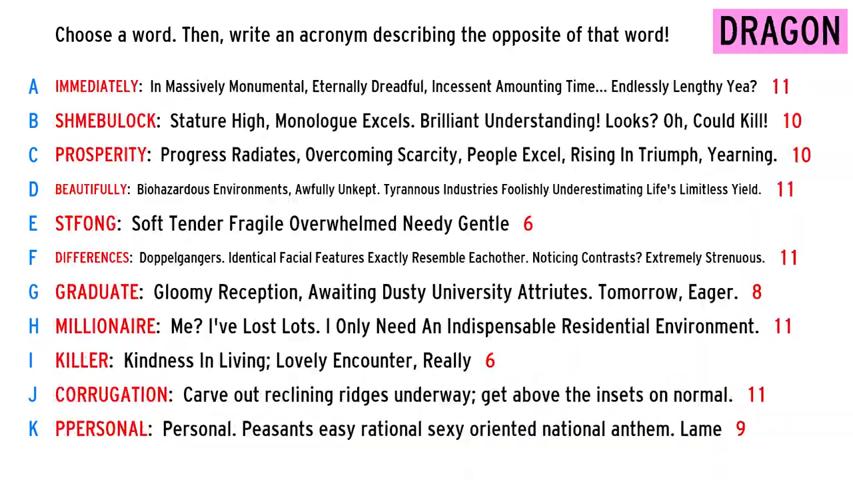 Choose a word. Then, write an acronym describing the opposite of that word!
DRAGON
A IMMEDIATELY: In Massively Monumental, Eternally Dreadful, Incessent Amounting Time... Endlessly Lengthy Yea? 11
B SHMEBULOCK: Stature High, Monologue Excels. Brilliant Understanding! Looks? Oh, Could Kill! 10
C PROSPERITY: Progress Radiates, Overcoming Scarcity, People Excel, Rising In Triumph, Yearning. 10
D BEAUTIFULLY: Biohazardous Environments, Awfully Unkept. Tyrannous Industries Foolishly Underestimating Life's Limitless Yield. 11
E STFONG: Soft Tender Fragile Overwhelmed Needy Gentle 6
F DIFFERENCES: Doppelgangers. Identical Facial Features Exactly Resemble Eachother. Noticing Contrasts? Extremely Strenuous. 11
G GRADUATE: Gloomy Reception, Awaiting Dusty University Attriutes. Tomorrow, Eager. 8
H MILLIONAIRE: Me? I've Lost Lots. I Only Need An Indispensable Residential Environment. 11
I KILLER: Kindness In Living; Lovely Encounter, Really 6
J CORRUGATION: Carve out reclining ridges underway; get above the insets on normal. 11
K PPERSONAL: Personal. Peasants easy rational sexy oriented national anthem. Lame 9